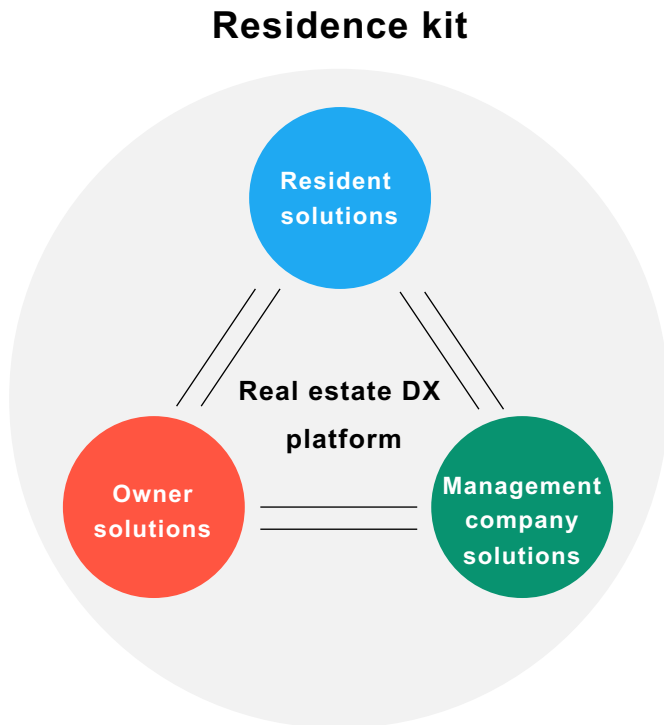 Residence kit
Resident
solutions
Real estate DX
platform
Owner
solutions
Management
company
solutions